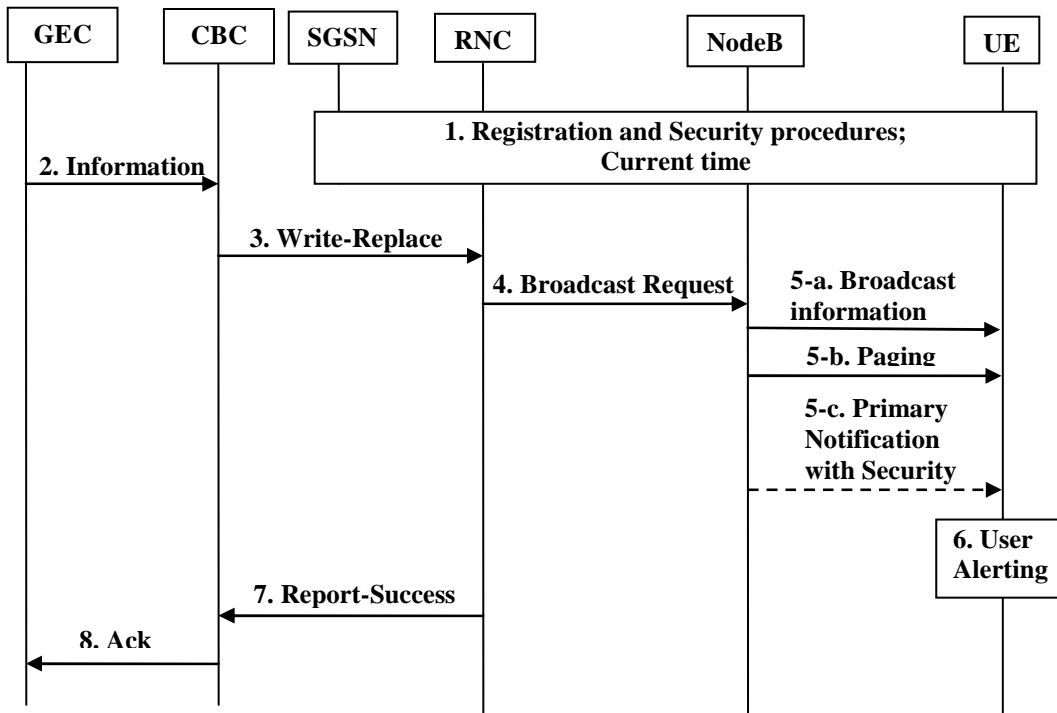 GEC
CBC
SGSN
RNC
NodeB
UE
1. Registration and Security procedures;
Current time
2. Information
3. Write-Replace
4. Broadcast Request
5-a. Broadcast
information
5-b. Paging
5-c. Primary
Notification
with Security
6. User
Alerting
7. Report-Success
8. Ack